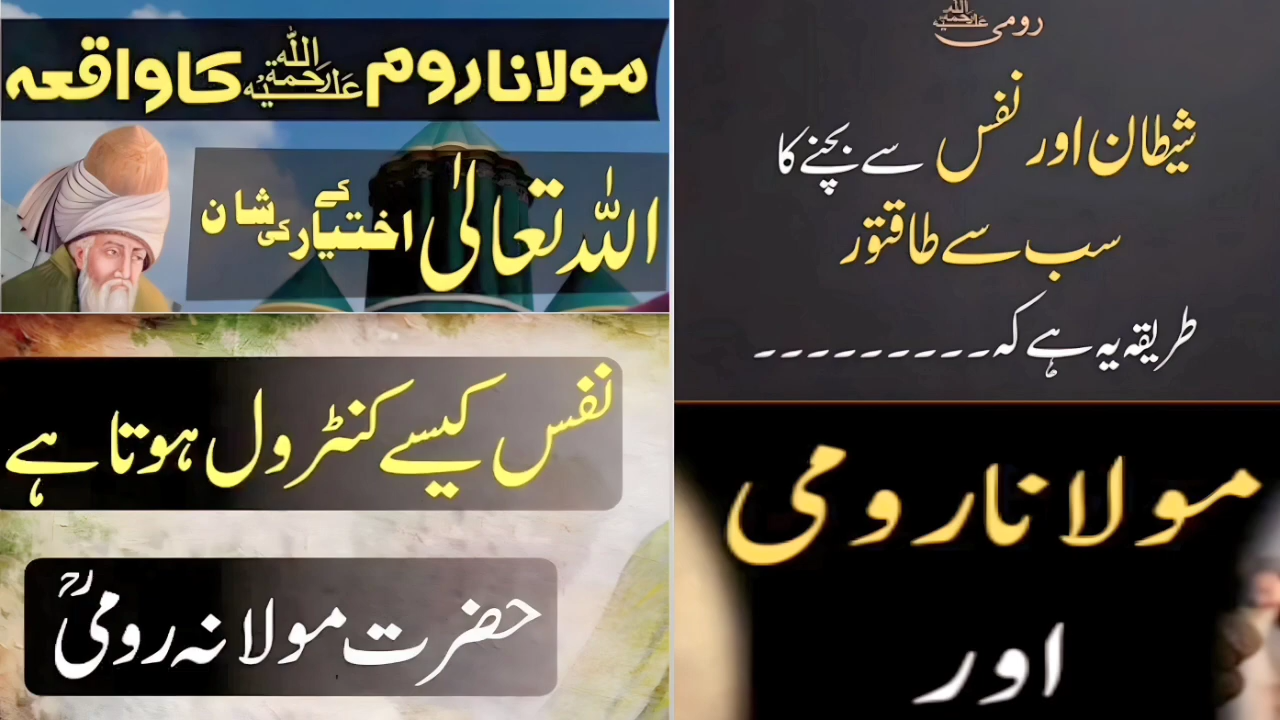 مولانا روم رحمۃ اللہ علیہ کا واقعہ
اللہ تعالیٰ کے اختیار کی شان
نفس کیسے کنٹرول ہوتا ہے
حضرت مولانہ رومیؒ
رومی رحمۃ اللہ علیہ
شیطان اور نفس سے بچنے کا
سب سے طاقتور
طریقہ یہ ہے کہ ---------
مولانا رومی
اور